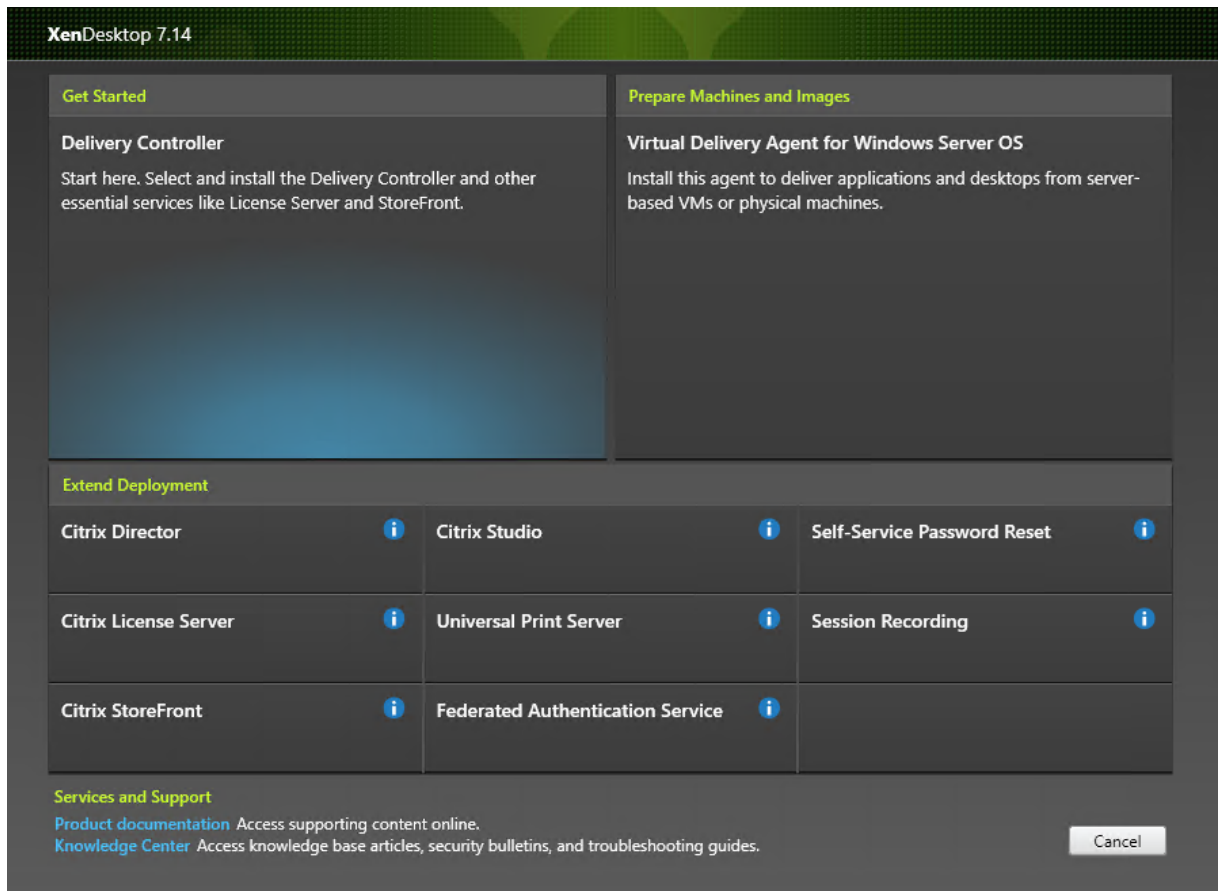 XenDesktop 7.14
Get Started
Delivery Controller
Start here. Select and install the Delivery Controller and other
essential services like License Server and StoreFront.
Prepare Machines and Images
Virtual Delivery Agent for Windows Server OS
Install this agent to deliver applications and desktops from server-
based VMs or physical machines.
Extend Deployment
Citrix Director
Citrix Studio
Self-Service Password Reset
Citrix License Server
Universal Print Server
Session Recording
Citrix StoreFront
Federated Authentication Service
Services and Support
Product documentation Access supporting content online.
Knowledge Center Access knowledge base articles, security bulletins, and troubleshooting guides.
Cancel